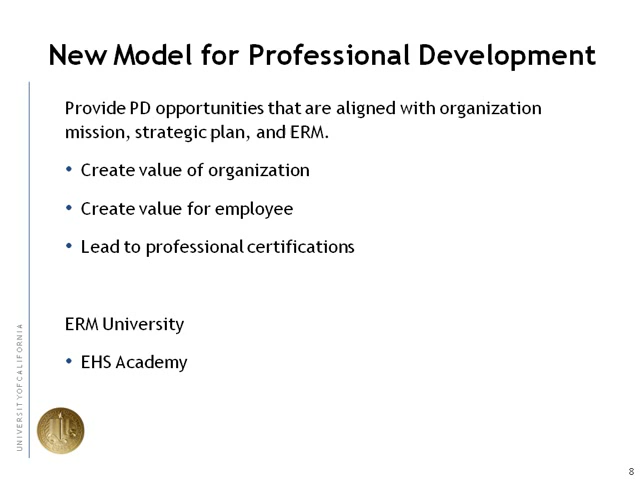 New Model for Professional Development
Provide PD opportunities that are aligned with organization
mission, strategic plan, and ERM.
• Create value of organization
• Create value for employee
• Lead to professional certifications
ERM University
• EHS Academy
UNIVERSITY OF CALIFORNIA
8